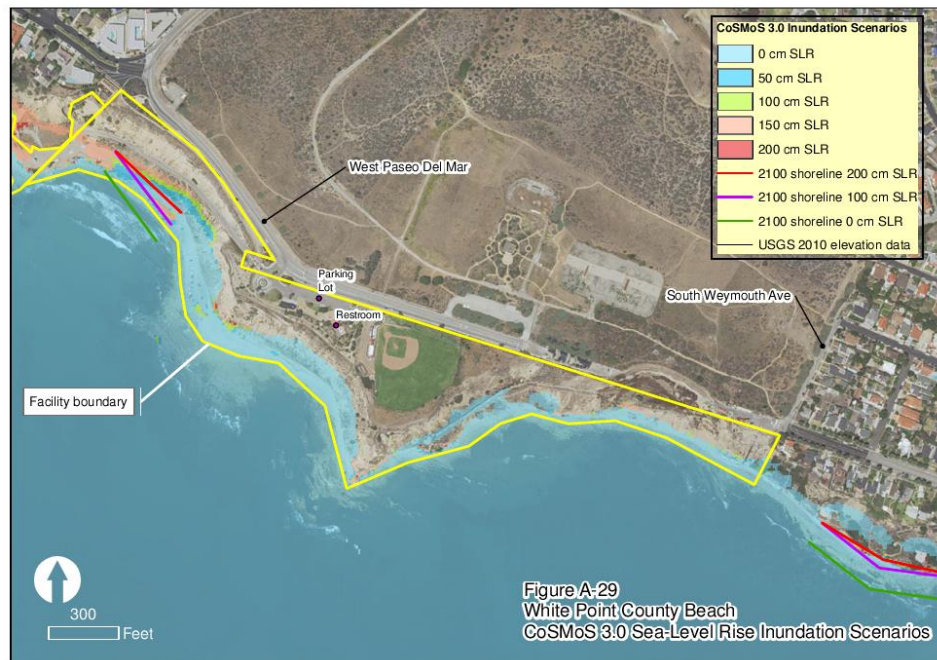 CoSMoS 3.0 Inundation Scenarios
0 cm SLR
50 cm SLR
100 cm SLR
150 cm SLR
200 cm SLR
2100 shoreline 200 cm SLR
2100 shoreline 100 cm SLR
2100 shoreline 0 cm SLR
USGS 2010 elevation data
West Paseo Del Mar
Parking
Lot
Restroom
South Weymouth Ave
Facility boundary
300
Feet
Figure A-29
White Point County Beach
CoSMoS 3.0 Sea-Level Rise Inundation Scenarios